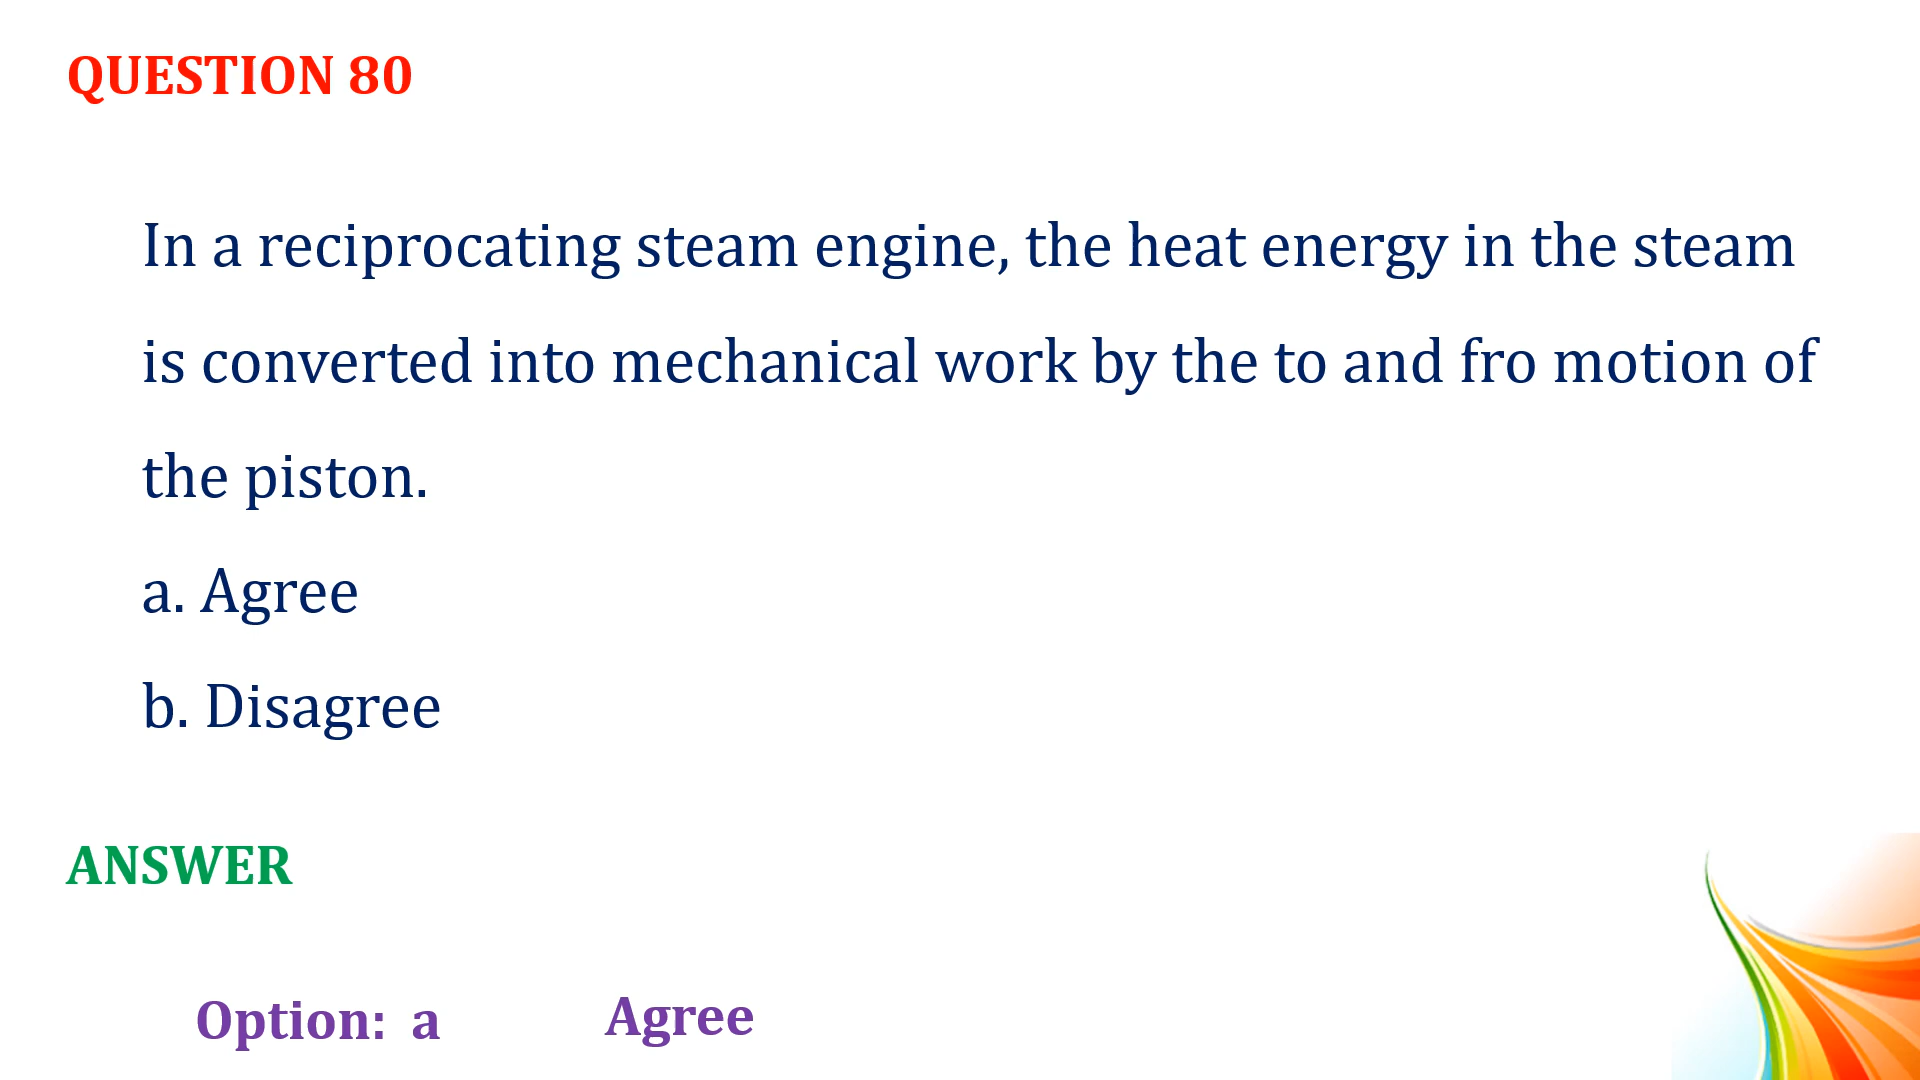 QUESTION 80
In a reciprocating steam engine, the heat energy in the steam
is converted into mechanical work by the to and fro motion of
the piston.
a. Agree
b. Disagree
ANSWER
Option: a Agree